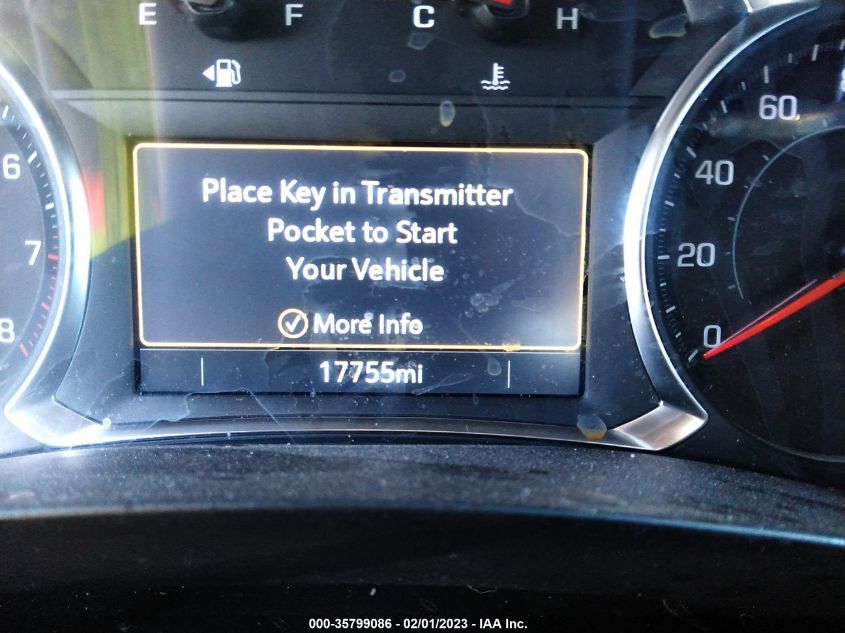 E F C H
6
7
8
Place Key in Transmitter
Pocket to Start
Your Vehicle
More Info
17755mi
60
40
20
0
000-35799086 - 02/01/2023 - IAA Inc.